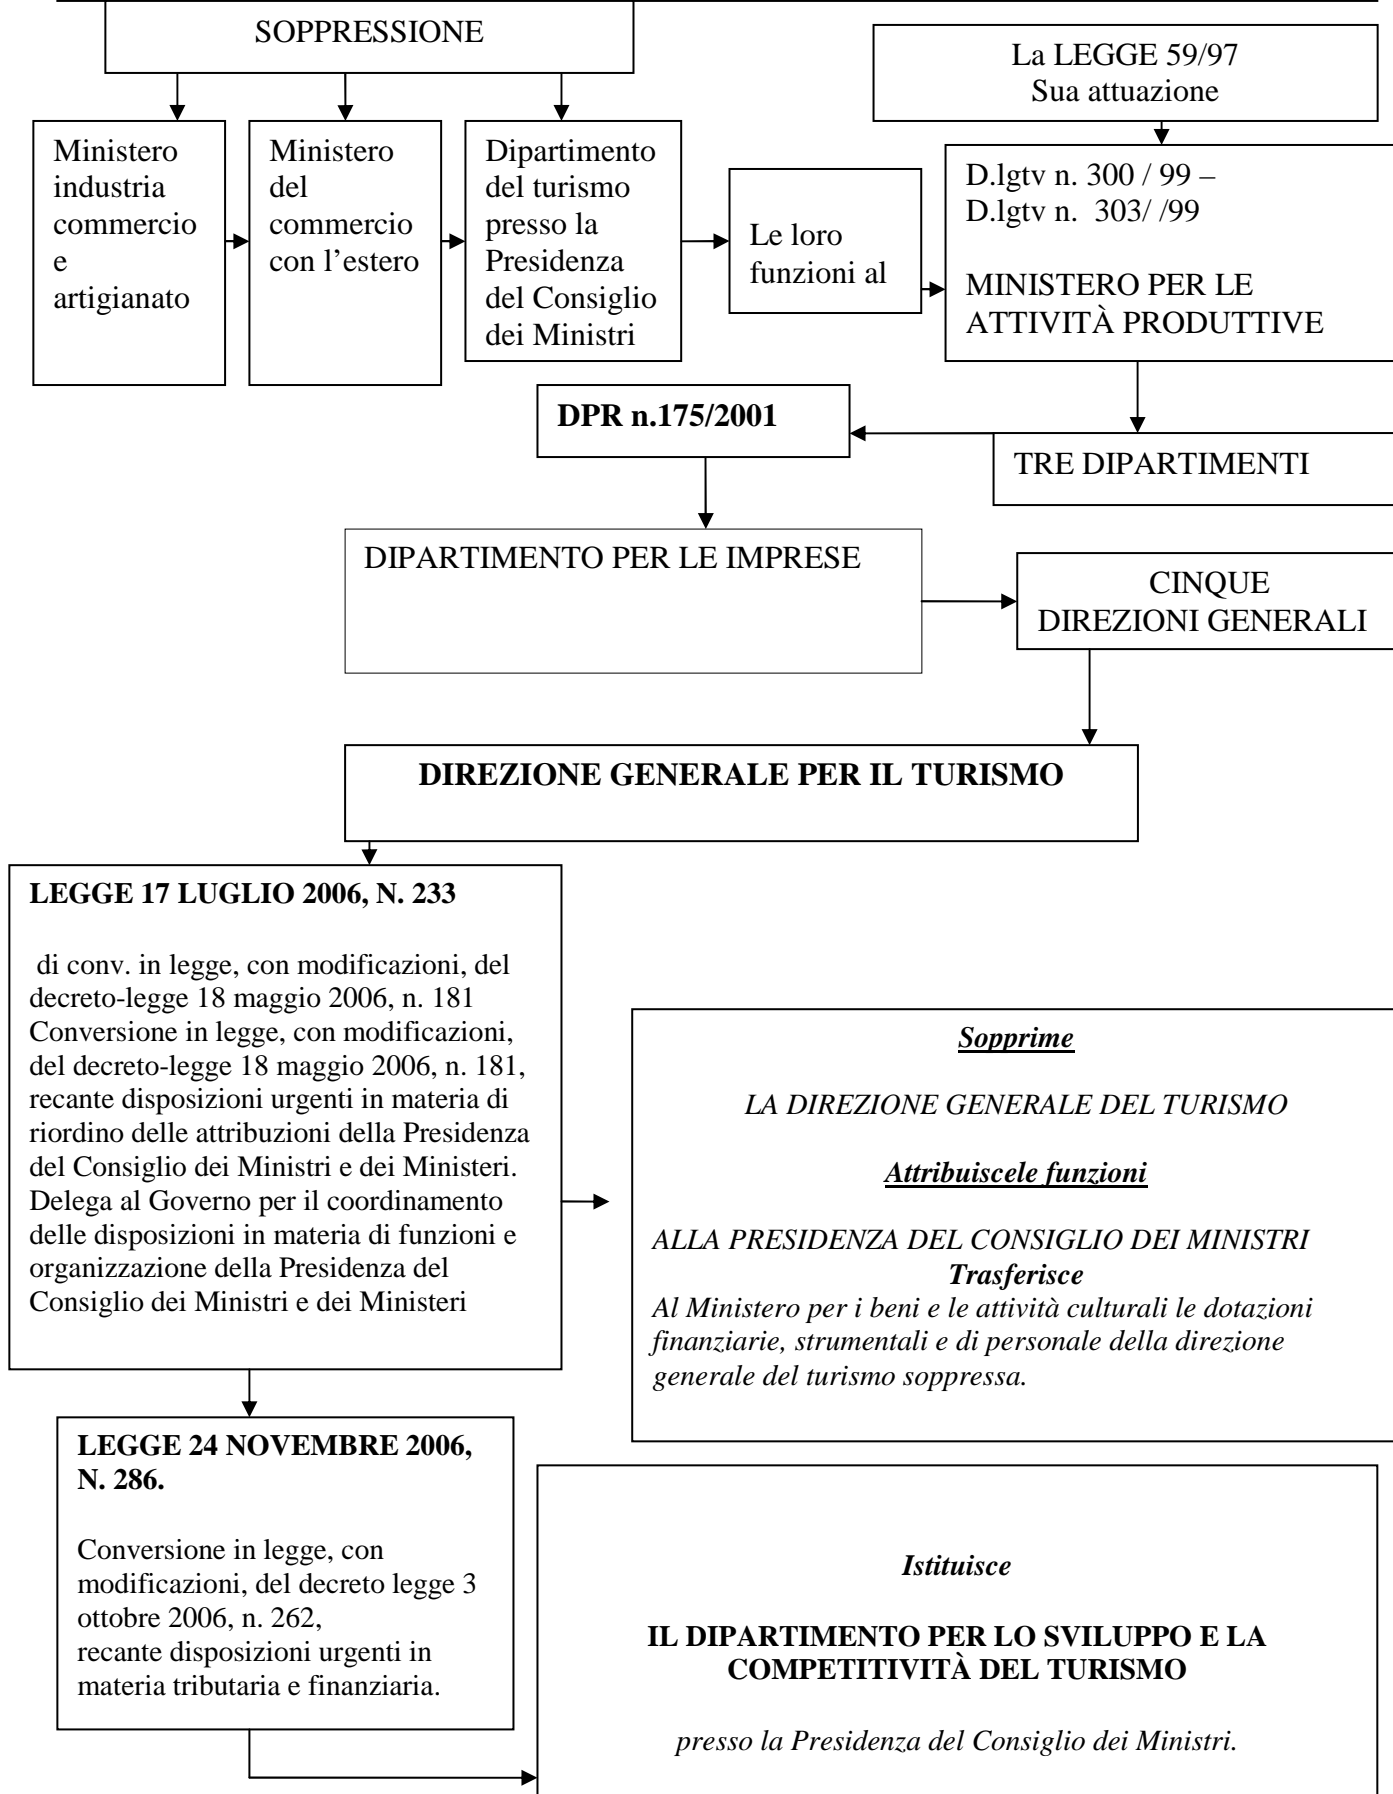 SOPPRESSIONE
La LEGGE 59/97
Sua attuazione
Ministero
industria
commercio
e
artigianato
Ministero
del
commercio
con l’estero
Dipartimento
del turismo
presso la
Presidenza
del Consiglio
dei Ministri
Le loro
funzioni al
D.lgtv n. 300 / 99 –
D.lgtv n.  303/ /99
MINISTERO PER LE
ATTIVITÀ PRODUTTIVE
DPR n.175/2001
TRE DIPARTIMENTI
DIPARTIMENTO PER LE IMPRESE
CINQUE
DIREZIONI GENERALI
DIREZIONE GENERALE PER IL TURISMO
LEGGE 17 LUGLIO 2006, N. 233
di conv. in legge, con modificazioni, del
decreto-legge 18 maggio 2006, n. 181
Conversione in legge, con modificazioni,
del decreto-legge 18 maggio 2006, n. 181,
recante disposizioni urgenti in materia di
riordino delle attribuzioni della Presidenza
del Consiglio dei Ministri e dei Ministeri.
Delega al Governo per il coordinamento
delle disposizioni in materia di funzioni e
organizzazione della Presidenza del
Consiglio dei Ministri e dei Ministeri
Sopprime
LA DIREZIONE GENERALE DEL TURISMO
Attribuiscele funzioni
ALLA PRESIDENZA DEL CONSIGLIO DEI MINISTRI
Trasferisce
Al Ministero per i beni e le attività culturali le dotazioni
finanziarie, strumentali e di personale della direzione
generale del turismo soppressa.
LEGGE 24 NOVEMBRE 2006,
N. 286.
Conversione in legge, con
modificazioni, del decreto legge 3
ottobre 2006, n. 262,
recante disposizioni urgenti in
materia tributaria e finanziaria.
Istituisce
IL DIPARTIMENTO PER LO SVILUPPO E LA
COMPETITIVITÀ DEL TURISMO
presso la Presidenza del Consiglio dei Ministri.